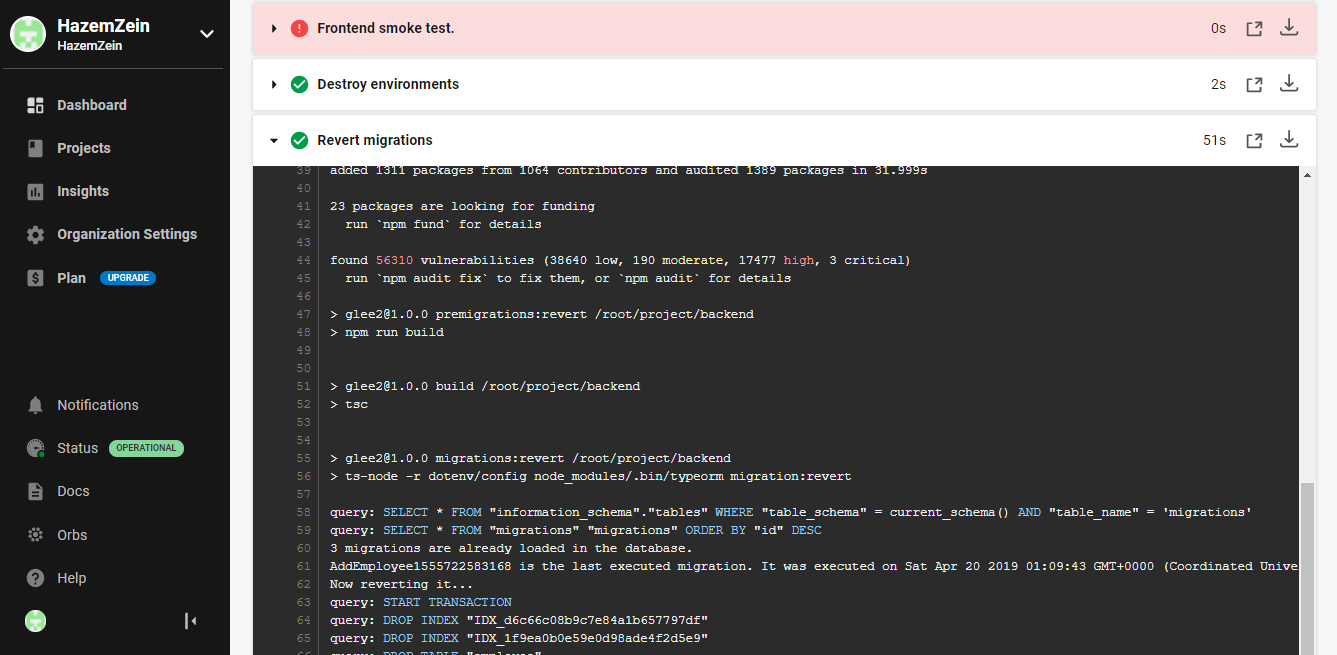 HazemZein
HazemZein
Dashboard
Projects
Insights
Organization Settings
Plan UPGRADE
Notifications
Status OPERATIONAL
Docs
Orbs
Help
Frontend smoke test. 0s
Destroy environments 2s
Revert migrations 51s
39 added 1311 packages from 1064 contributors and audited 1389 packages in 31.999s
40
41 23 packages are looking for funding
42 run `npm fund` for details
43
44 found 56310 vulnerabilities (38640 low, 190 moderate, 17477 high, 3 critical)
45 run `npm audit fix` to fix them, or `npm audit` for details
46
47 > glee2@1.0.0 premigrations:revert /root/project/backend
48 > npm run build
49
50
51 > glee2@1.0.0 build /root/project/backend
52 > tsc
53
54
55 > glee2@1.0.0 migrations:revert /root/project/backend
56 > ts-node -r dotenv/config node_modules/.bin/typeorm migration:revert
57
58 query: SELECT * FROM "information_schema"."tables" WHERE "table_schema" = current_schema() AND "table_name" = 'migrations'
59 query: SELECT * FROM "migrations" "migrations" ORDER BY "id" DESC
60 3 migrations are already loaded in the database.
61 AddEmployee1555722583168 is the last executed migration. It was executed on Sat Apr 20 2019 01:09:43 GMT+0000 (Coordinated Unive
62 Now reverting it...
63 query: START TRANSACTION
64 query: DROP INDEX "IDX_d6c66c08b9c7e84a1b657797df"
65 query: DROP INDEX "IDX_1f9ea0b0e59e0d98ade4f2d5e9"
66 query: DROP TABLE "employee"